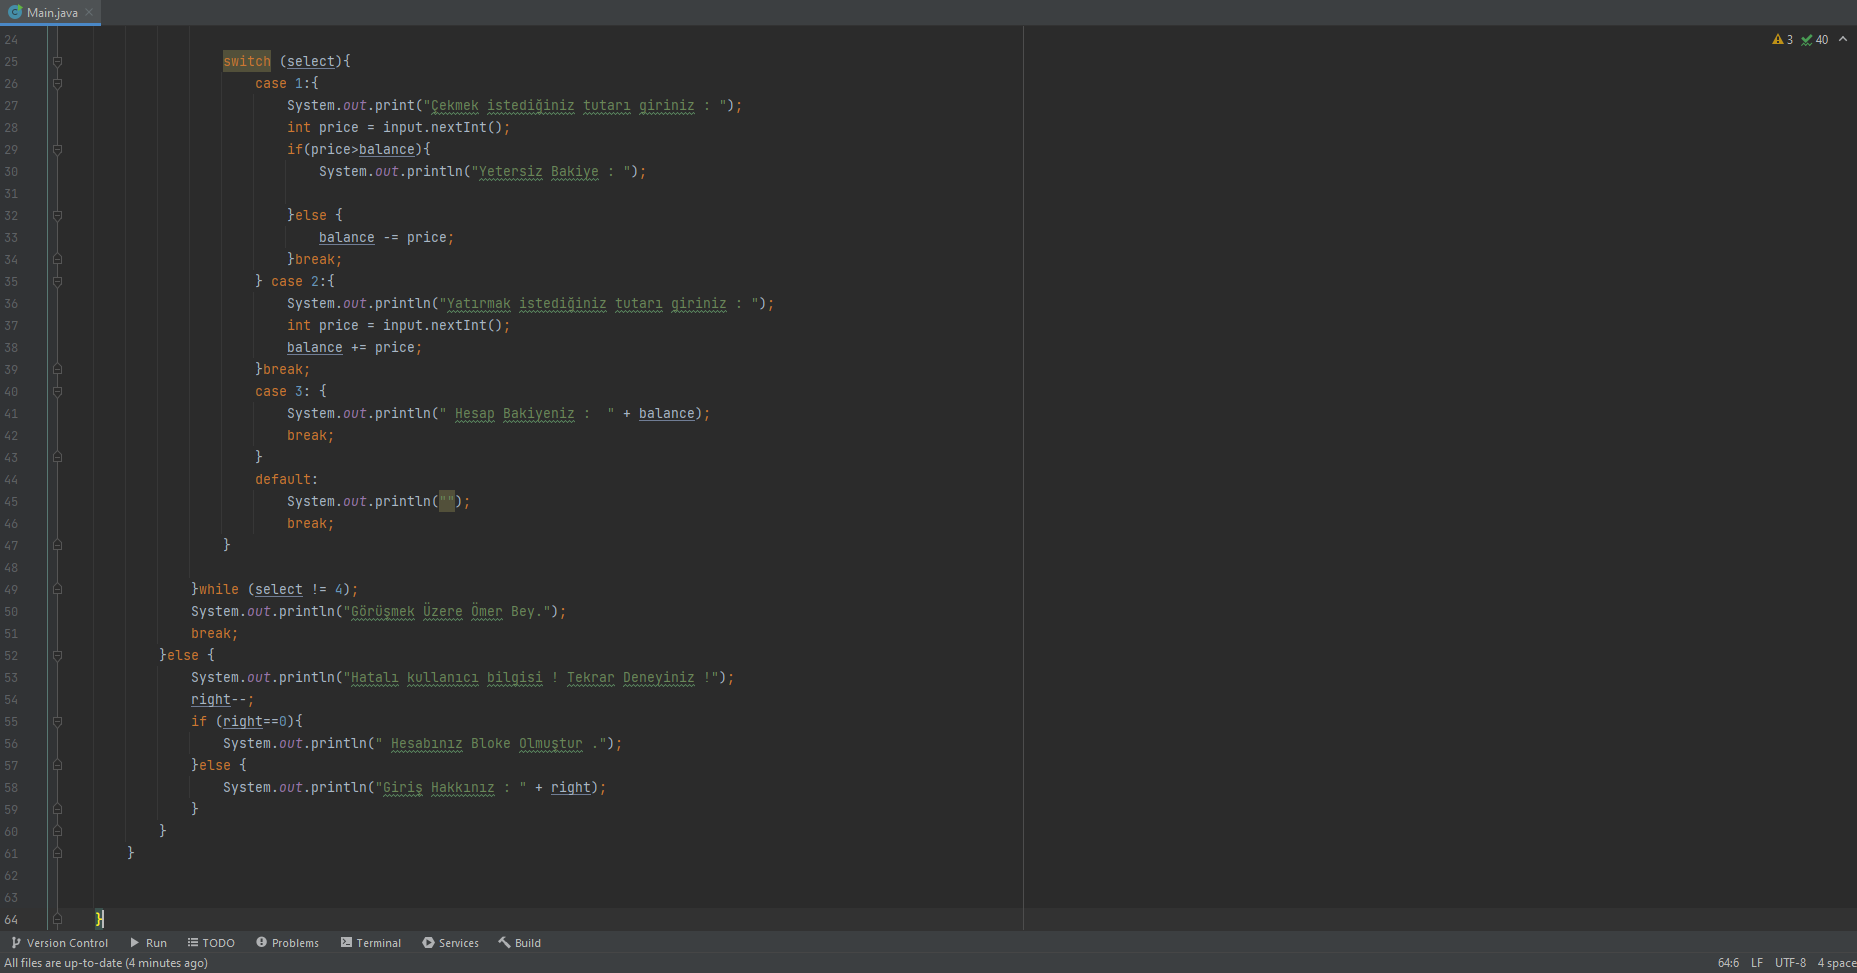 Main.java
3 40
24
25 switch (select){
26 case 1:{
27 System.out.print("Çekmek istediğiniz tutarı giriniz : ");
28 int price = input.nextInt();
29 if(price>balance){
30 System.out.println("Yetersiz Bakiye : ");
31
32 }else {
33 balance -= price;
34 }break;
35 } case 2:{
36 System.out.println("Yatırmak istediğiniz tutarı giriniz : ");
37 int price = input.nextInt();
38 balance += price;
39 }break;
40 case 3: {
41 System.out.println(" Hesap Bakiyeniz :  " + balance);
42 break;
43 }
44 default:
45 System.out.println("");
46 break;
47 }
48
49 }while (select != 4);
50 System.out.println("Görüşmek Üzere Ömer Bey.");
51 break;
52 }else {
53 System.out.println("Hatalı kullanıcı bilgisi ! Tekrar Deneyiniz !");
54 right--;
55 if (right==0){
56 System.out.println(" Hesabınız Bloke Olmuştur .");
57 }else {
58 System.out.println("Giriş Hakkınız : " + right);
59 }
60 }
61 }
62
63
64 }
Version Control Run TODO Problems Terminal Services Build
All files are up-to-date (4 minutes ago) 64:6 LF UTF-8 4 space